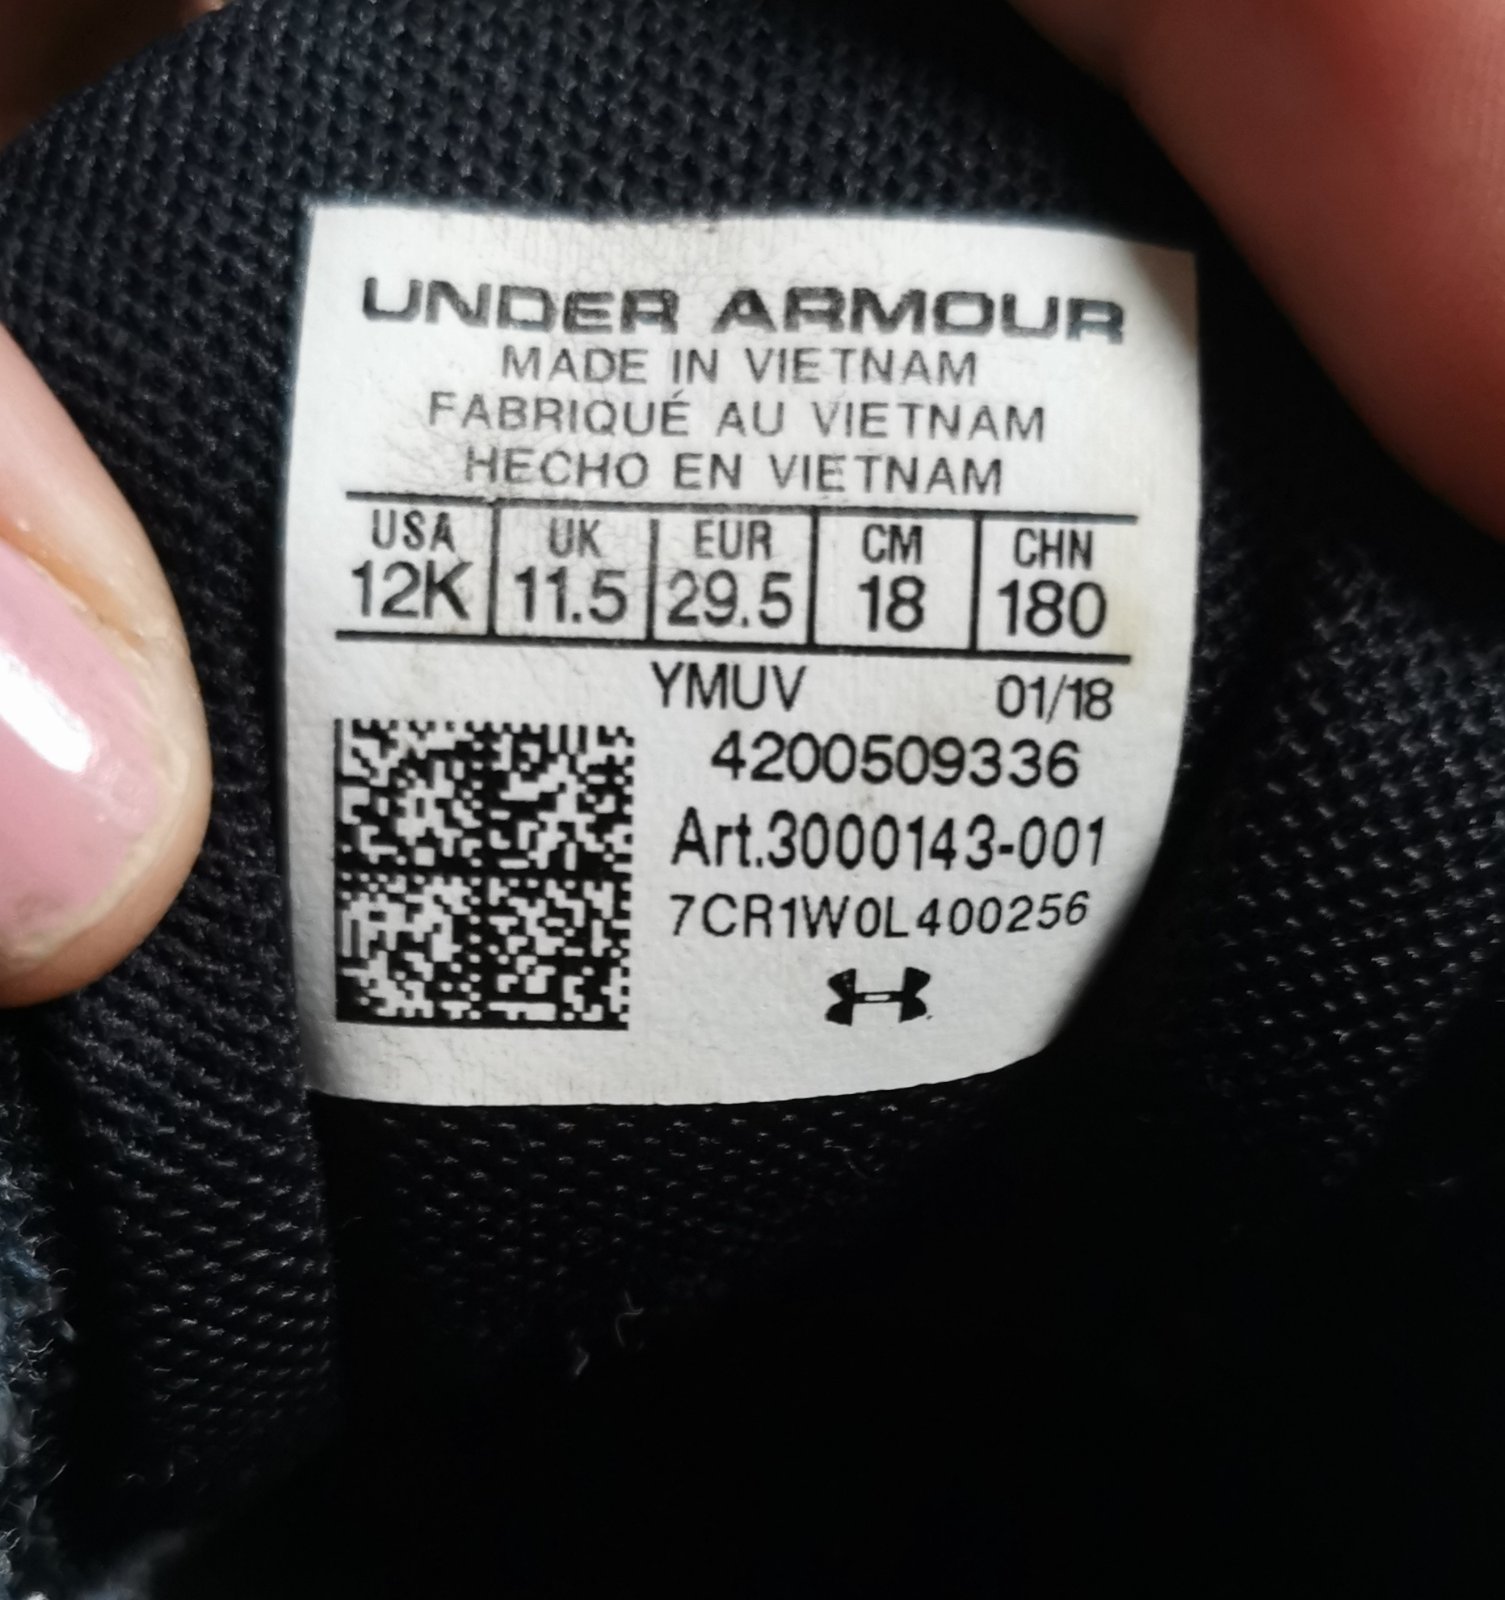 UNDER ARMOUR
MADE IN VIETNAM
FABRIQUÉ AU VIETNAM
HECHO EN VIETNAM
USA UK EUR CM CHN
12K 11.5 29.5 18 180
YMUV 01/18
4200509336
Art.3000143-001
7CR1W0L400256